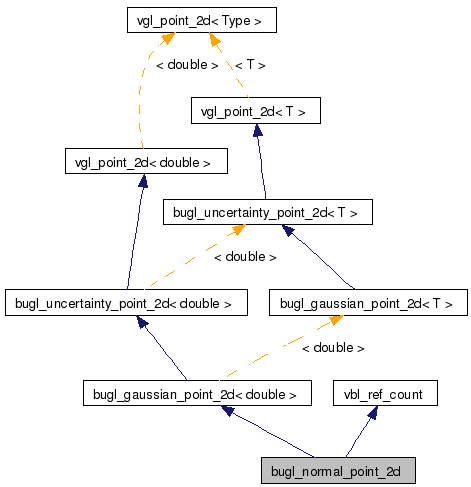 vgl_point_2d< Type >
< double >
< T >
vgl_point_2d< T >
vgl_point_2d< double >
bugl_uncertainty_point_2d< T >
< double >
bugl_uncertainty_point_2d< double >
bugl_gaussian_point_2d< T >
< double >
bugl_gaussian_point_2d< double >
vbl_ref_count
bugl_normal_point_2d